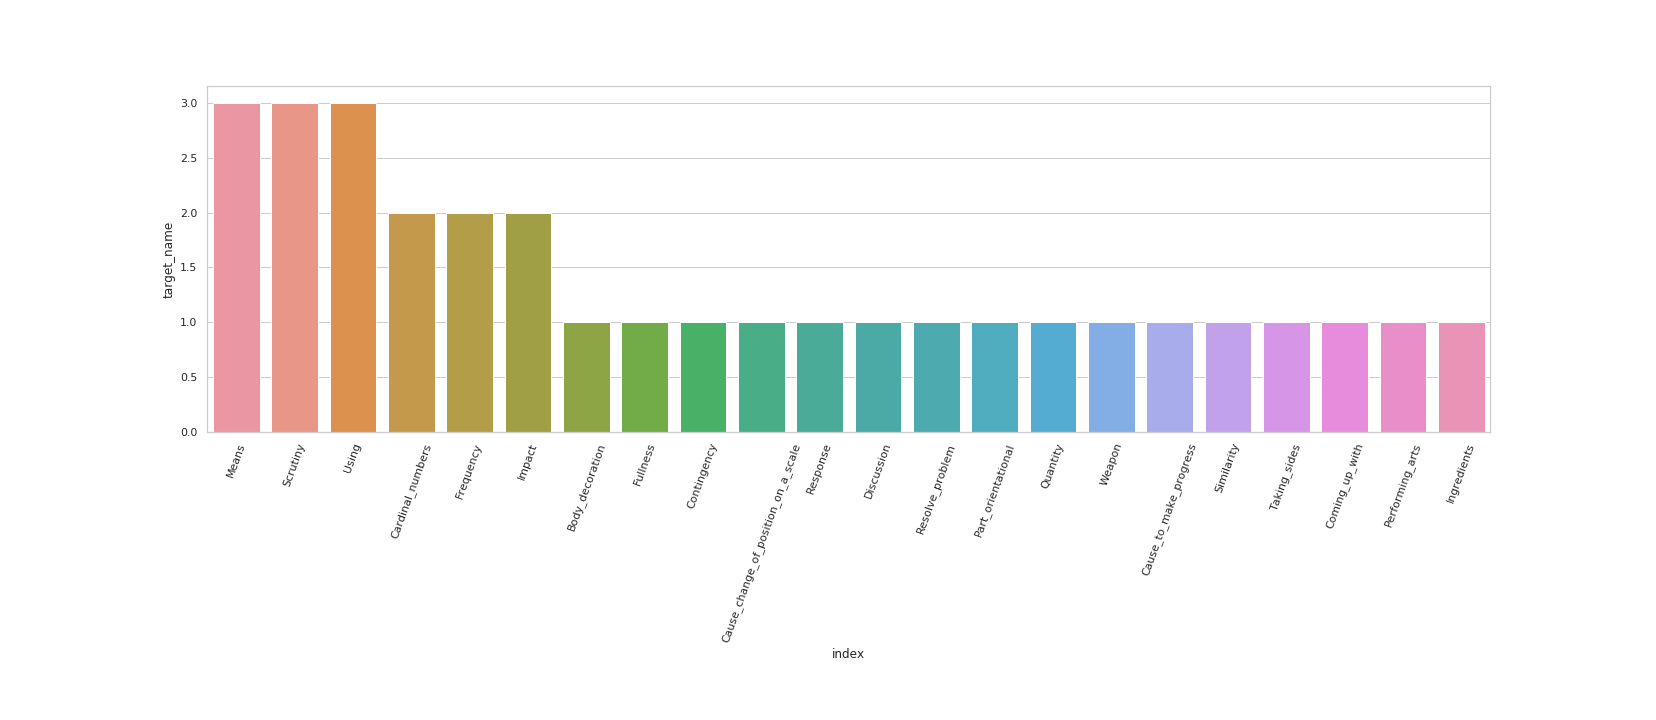 3.0
2.5
2.0
1.5
1.0
0.5
0.0
target_name
Means
Scrutiny
Using
Cardinal_numbers
Frequency
Impact
Body_decoration
Fullness
Contingency
Cause_change_of_position_on_a_scale
Response
Discussion
Resolve_problem
Part_orientational
Quantity
Weapon
Cause_to_make_progress
Similarity
Taking_sides
Coming_up_with
Performing_arts
Ingredients
index